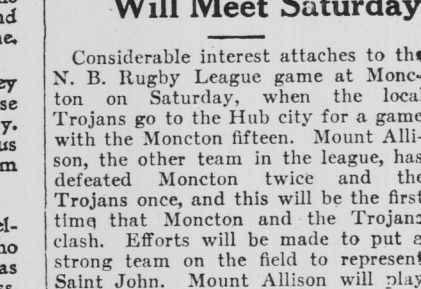 Will Meet Saturday
Considerable interest attaches to the
N. B. Rugby League game at Monc-
ton on Saturday, when the local
Trojans go to the Hub city for a game
with the Moncton fifteen. Mount Alli-
son, the other team in the league, has
defeated Moncton twice and the
Trojans once, and this will be the first
time that Moncton and the Trojans
clash. Efforts will be made to put a
strong team on the field to represent
Saint John. Mount Allison will play